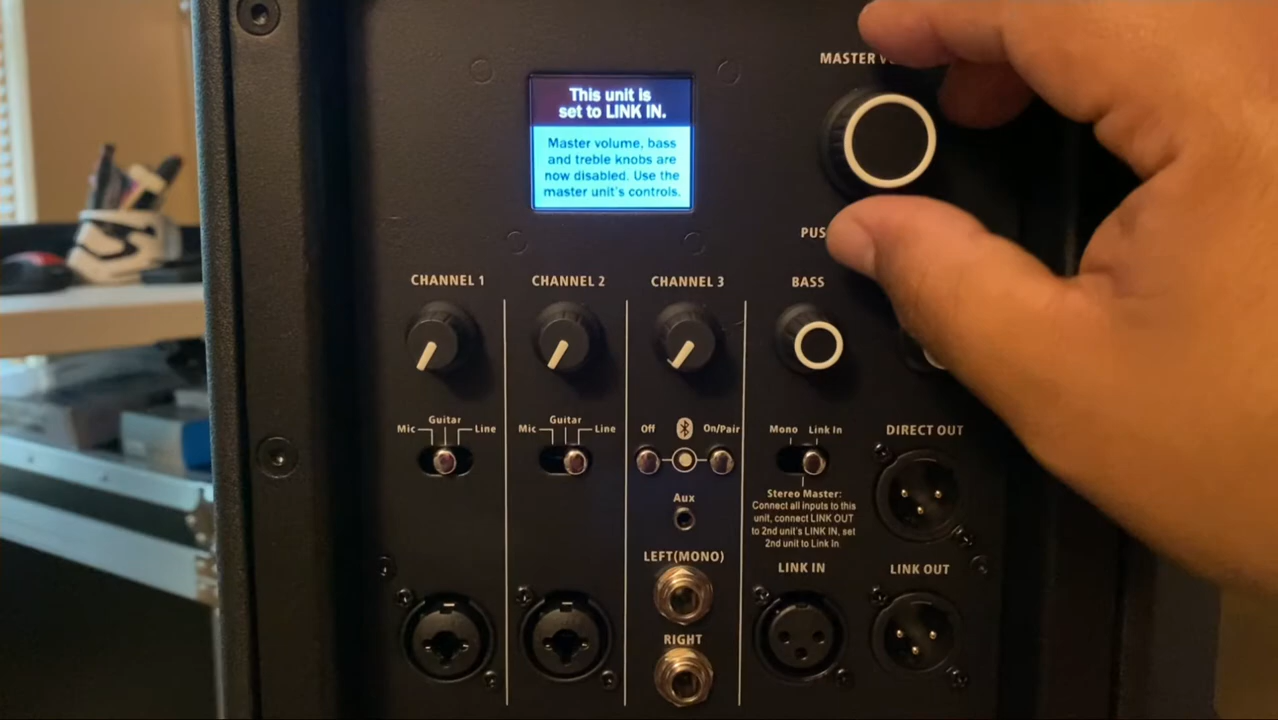 MASTER
This unit is
set to LINK IN.
Master volume, bass
and treble knobs are
now disabled. Use the
master unit's controls.
CHANNEL 1
CHANNEL 2
CHANNEL 3
BASS
Mic
Guitar
Line
Mic
Guitar
Line
Off
On/Pair
Mono
Link In
DIRECT OUT
Aux
Stereo Master:
Connect all inputs to this
unit, connect LINK OUT
to 2nd unit's LINK IN, set
2nd unit to Link In
LEFT(MONO)
LINK IN
LINK OUT
RIGHT